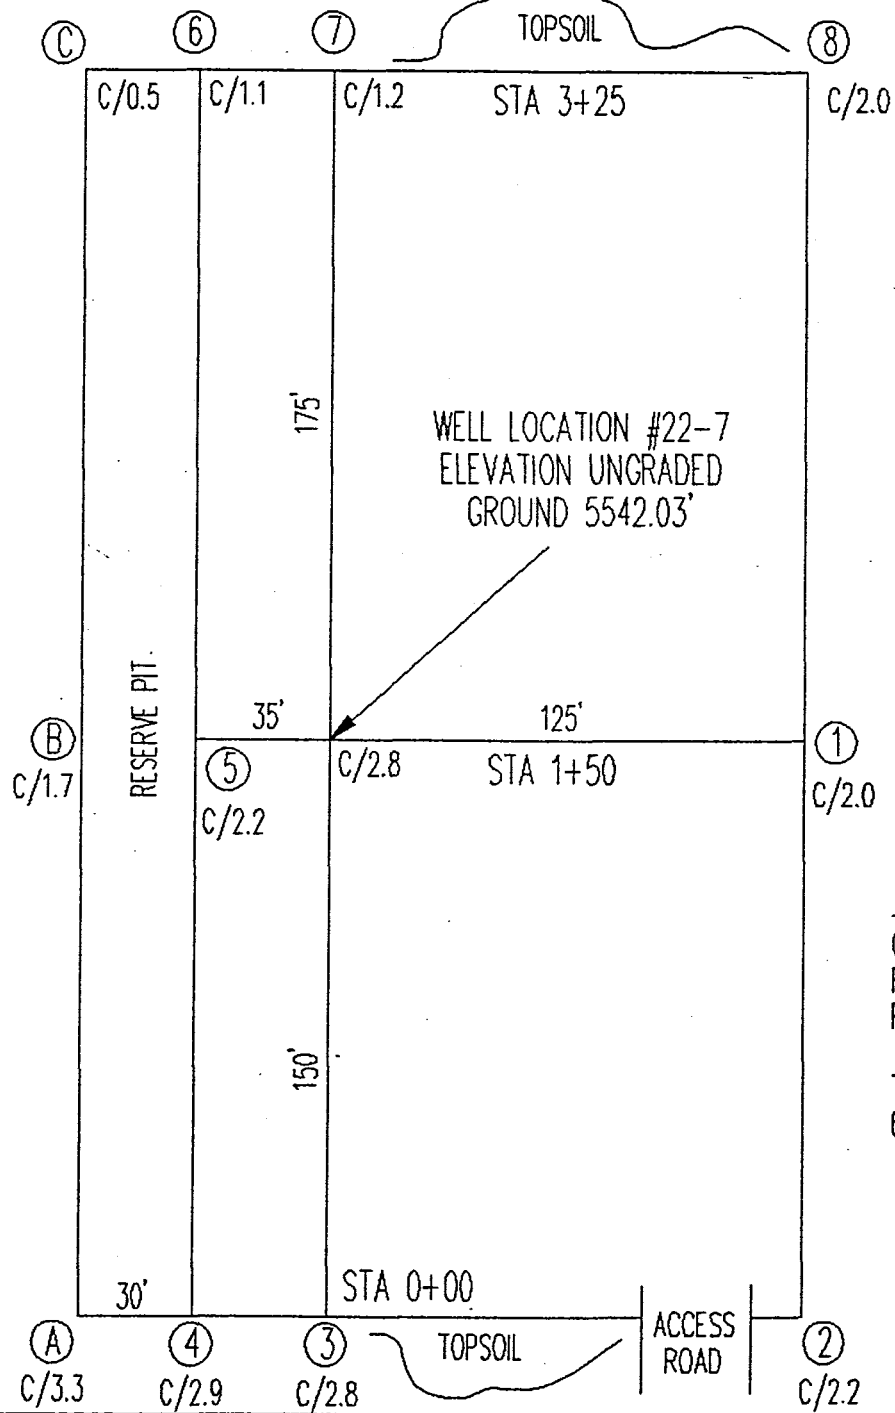 C
6
7
TOPSOIL
8
C/0.5
C/1.1
C/1.2
STA 3+25
C/2.0
175'
WELL LOCATION #22-7
ELEVATION UNGRADED
GROUND 5542.03'
RESERVE PIT
35'
125'
B
C/1.7
5
C/2.2
C/2.8
STA 1+50
1
C/2.0
150'
30'
STA 0+00
A
C/3.3
4
C/2.9
3
C/2.8
TOPSOIL
ACCESS
ROAD
2
C/2.2